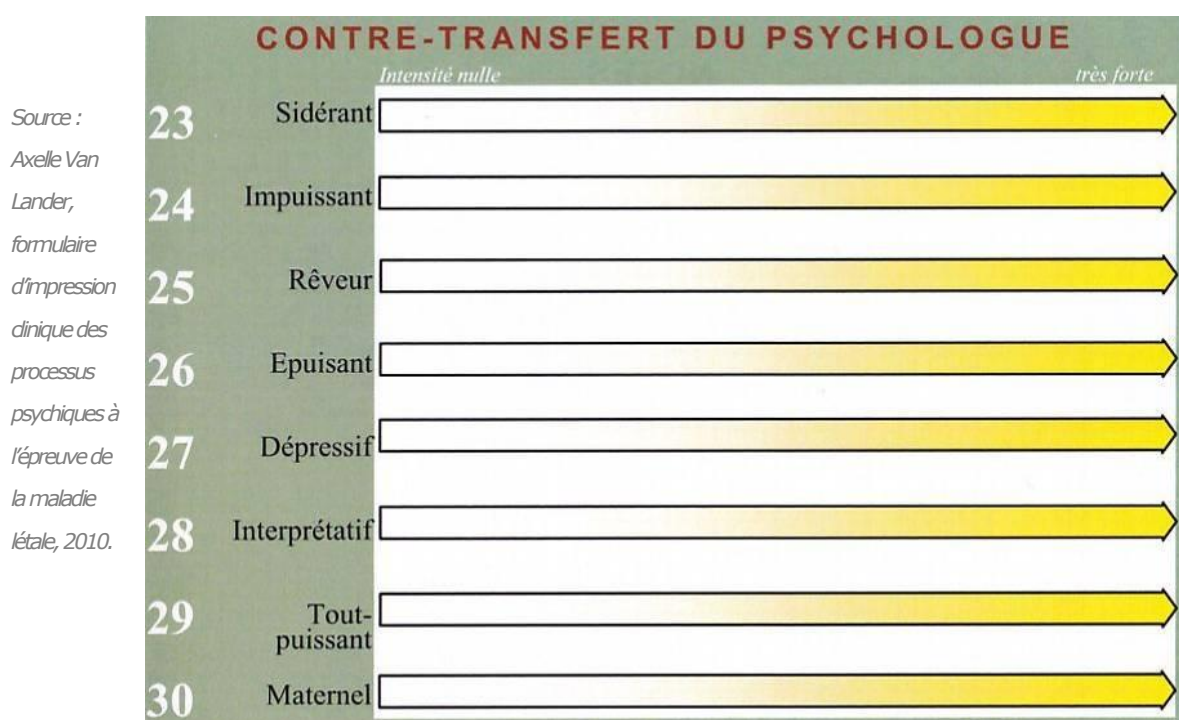 CONTRE-TRANSFERT DU PSYCHOLOGUE
Intensité nulle très forte
Source :
Axelle Van
Lander,
formulaire
d'impression
clinique des
processus
psychiques à
l'épreuve de
la maladie
létale, 2010.
23 Sidérant
24 Impuissant
25 Rêveur
26 Epuisant
27 Dépressif
28 Interprétatif
29 Tout-
puissant
30 Maternel